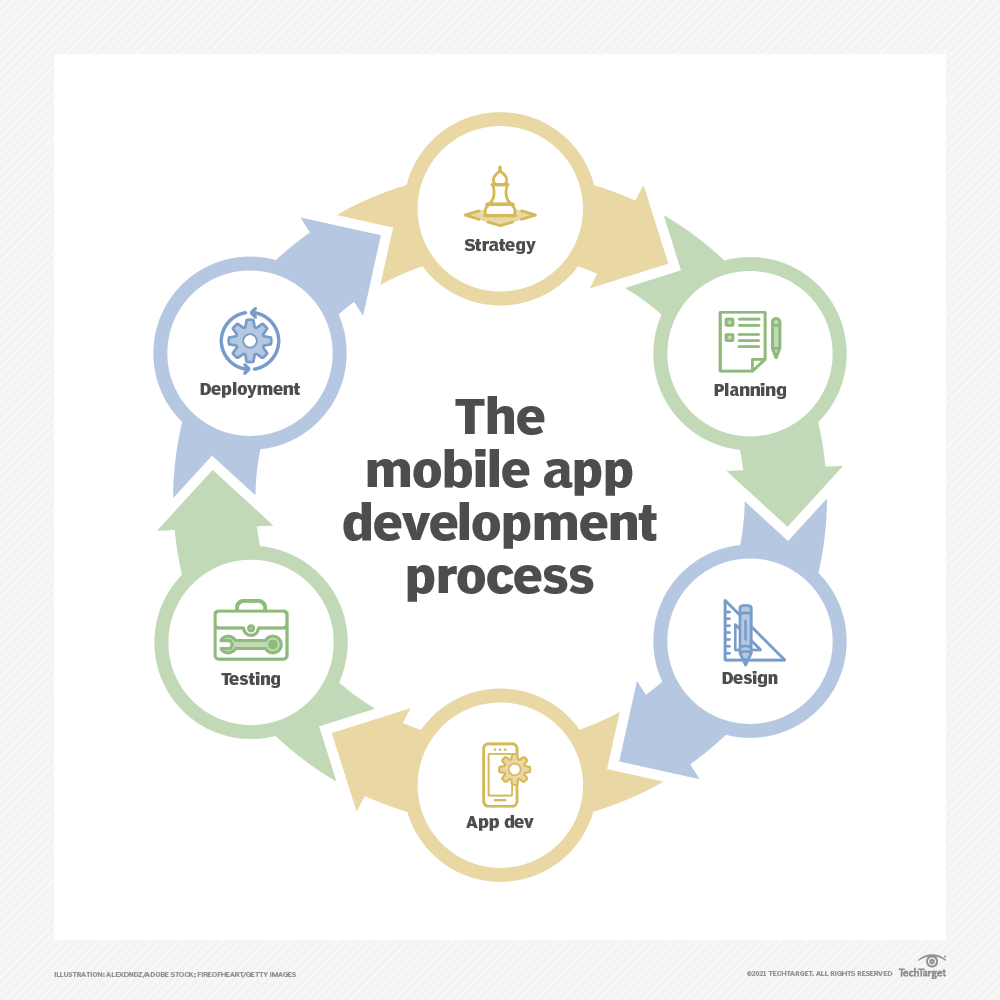 Strategy
Deployment
Planning
The
mobile app
development
process
Testing
Design
App dev
ILLUSTRATION: ALEXDNDZ/ADOBE STOCK; FIREOFHEART/GETTY IMAGES
©2021 TECHTARGET. ALL RIGHTS RESERVED TechTarget